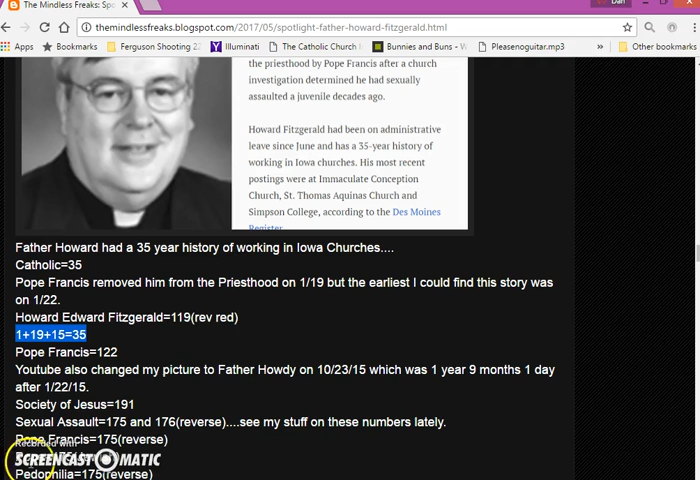 The Mindless Freaks: Spo
Dan
themindlessfreaks.blogspot.com/2017/05/spotlight-father-howard-fitzgerald.html
Apps Bookmarks Ferguson Shooting 22 Illuminati The Catholic Church Bunnies and Buns - W Pleasenoguitar.mp3 » Other bookmarks
the priesthood by Pope Francis after a church
investigation determined he had sexually
assaulted a juvenile decades ago.
Howard Fitzgerald had been on administrative
leave since June and has a 35-year history of
working in Iowa churches. His most recent
postings were at Immaculate Conception
Church, St. Thomas Aquinas Church and
Simpson College, according to the Des Moines
Register.
Father Howard had a 35 year history of working in Iowa Churches....
Catholic=35
Pope Francis removed him from the Priesthood on 1/19 but the earliest I could find this story was
on 1/22.
Howard Edward Fitzgerald=119(rev red)
1+19+15=35
Pope Francis=122
Youtube also changed my picture to Father Howdy on 10/23/15 which was 1 year 9 months 1 day
after 1/22/15.
Society of Jesus=191
Sexual Assault=175 and 176(reverse)....see my stuff on these numbers lately.
Pope Francis=175(reverse)
Recorded with
SCREENCAST O MATIC
Pedophilia=175(reverse)